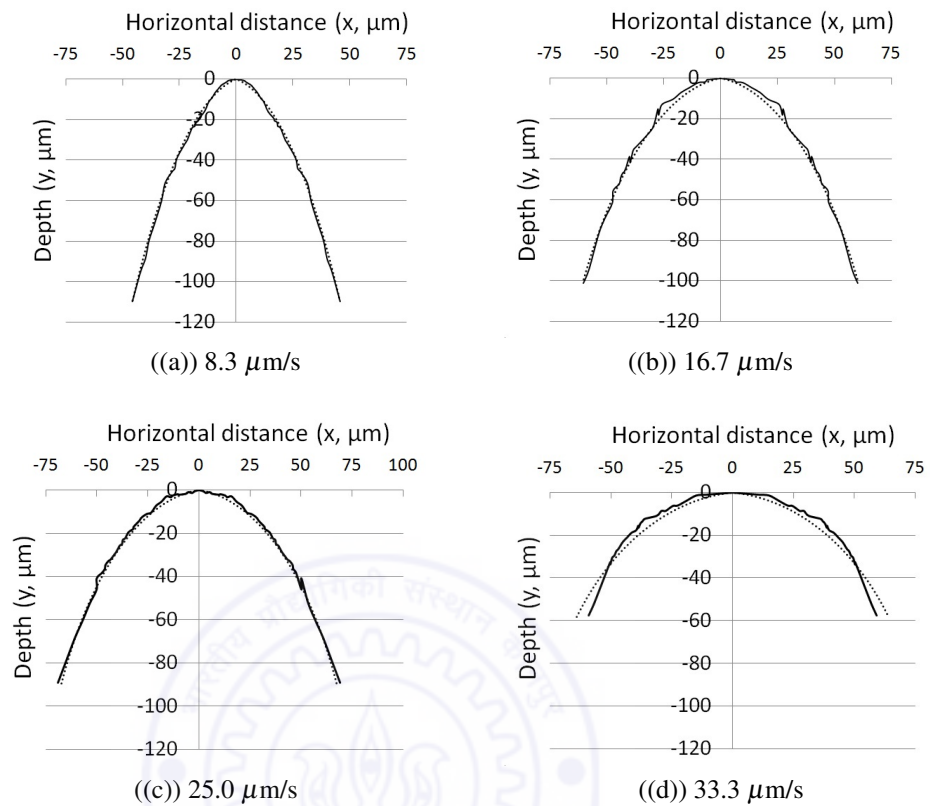 Horizontal distance (x, μm)
-75 -50 -25 0 25 50 75
Depth (y, μm)
0
-20
-40
-60
-80
-100
-120
((a)) 8.3 μm/s
Horizontal distance (x, μm)
-75 -50 -25 0 25 50 75
Depth (y, μm)
0
-20
-40
-60
-80
-100
-120
((b)) 16.7 μm/s
Horizontal distance (x, μm)
-75 -50 -25 0 25 50 75 100
Depth (y, μm)
0
-20
-40
-60
-80
-100
-120
((c)) 25.0 μm/s
Horizontal distance (x, μm)
-75 -50 -25 0 25 50 75
Depth (y, μm)
0
-20
-40
-60
-80
-100
-120
((d)) 33.3 μm/s
भारतीय प्रौद्योगिकी संस्थान कानपुर